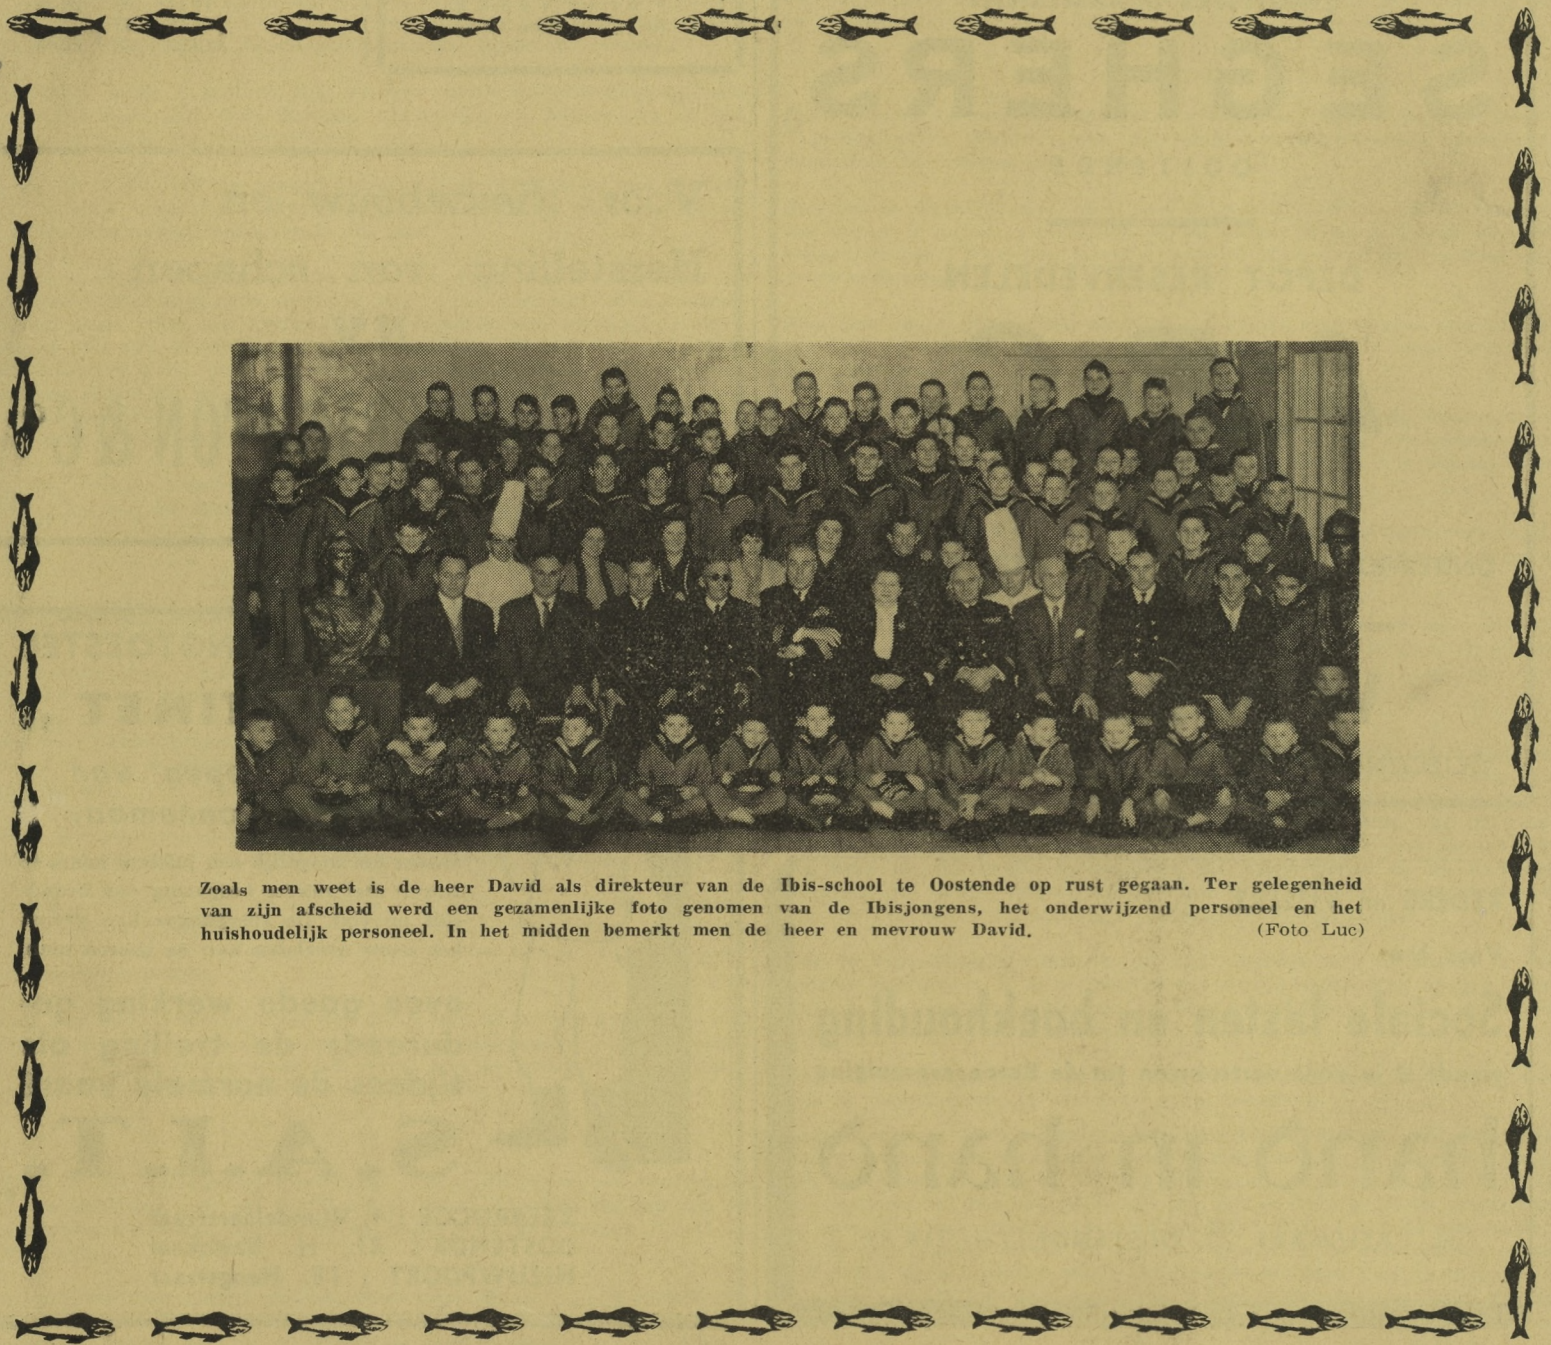 Zoals men weet is de heer David als direkteur van de Ibis-school te Oostende op rust gegaan. Ter gelegenheid
van zijn afscheid werd een gezamenlijke foto genomen van de Ibisjongens, het onderwijzend personeel en het
huishoudelijk personeel. In het midden bemerkt men de heer en mevrouw David. (Foto Luc)